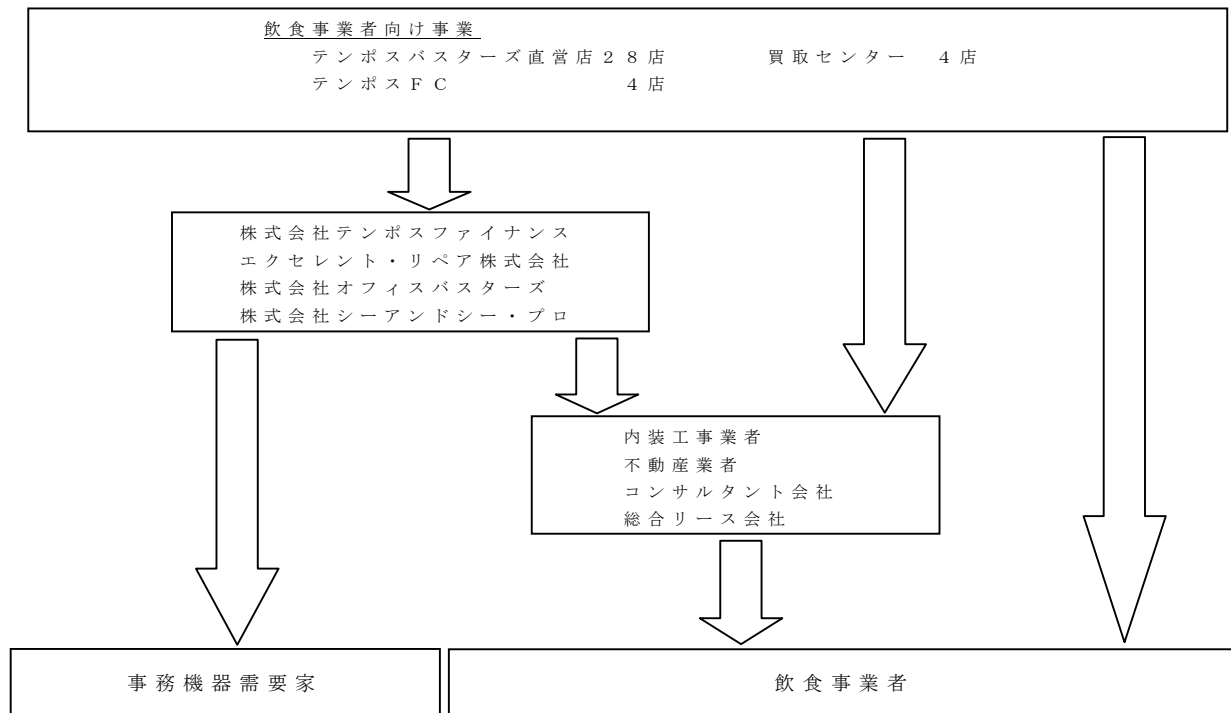 飲食事業者向け事業
テンポスバスターズ直営店28店 買取センター 4店
テンポスFC 4店
株式会社テンポスファイナンス
エクセレント・リペア株式会社
株式会社オフィスバスターズ
株式会社シーアンドシー・プロ
内装工事業者
不動産業者
コンサルタント会社
総合リース会社
事務機器需要家
飲食事業者